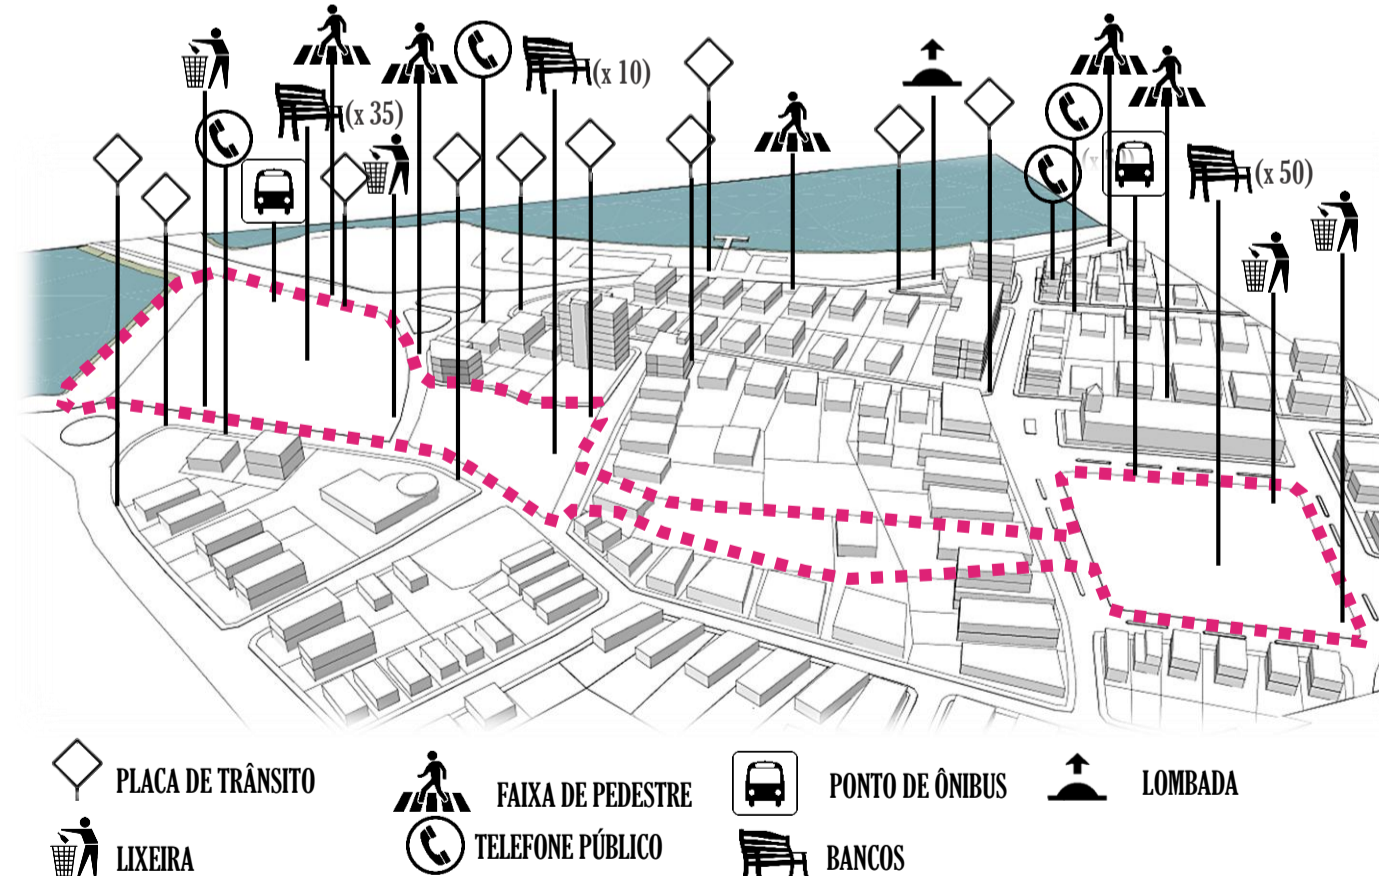 (x 10)
(x 35)
(x 50)
PLACA DE TRÂNSITO
FAIXA DE PEDESTRE
PONTO DE ÔNIBUS
LOMBADA
LIXEIRA
TELEFONE PÚBLICO
BANCOS